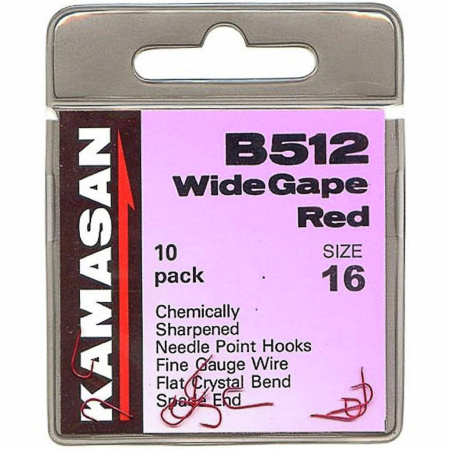 KAMASAN
B512
Wide Gape
Red
10
pack
SIZE
16
Chemically
Sharpened
Needle Point Hooks
Fine Gauge Wire
Flat Crystal Bend
Spade End